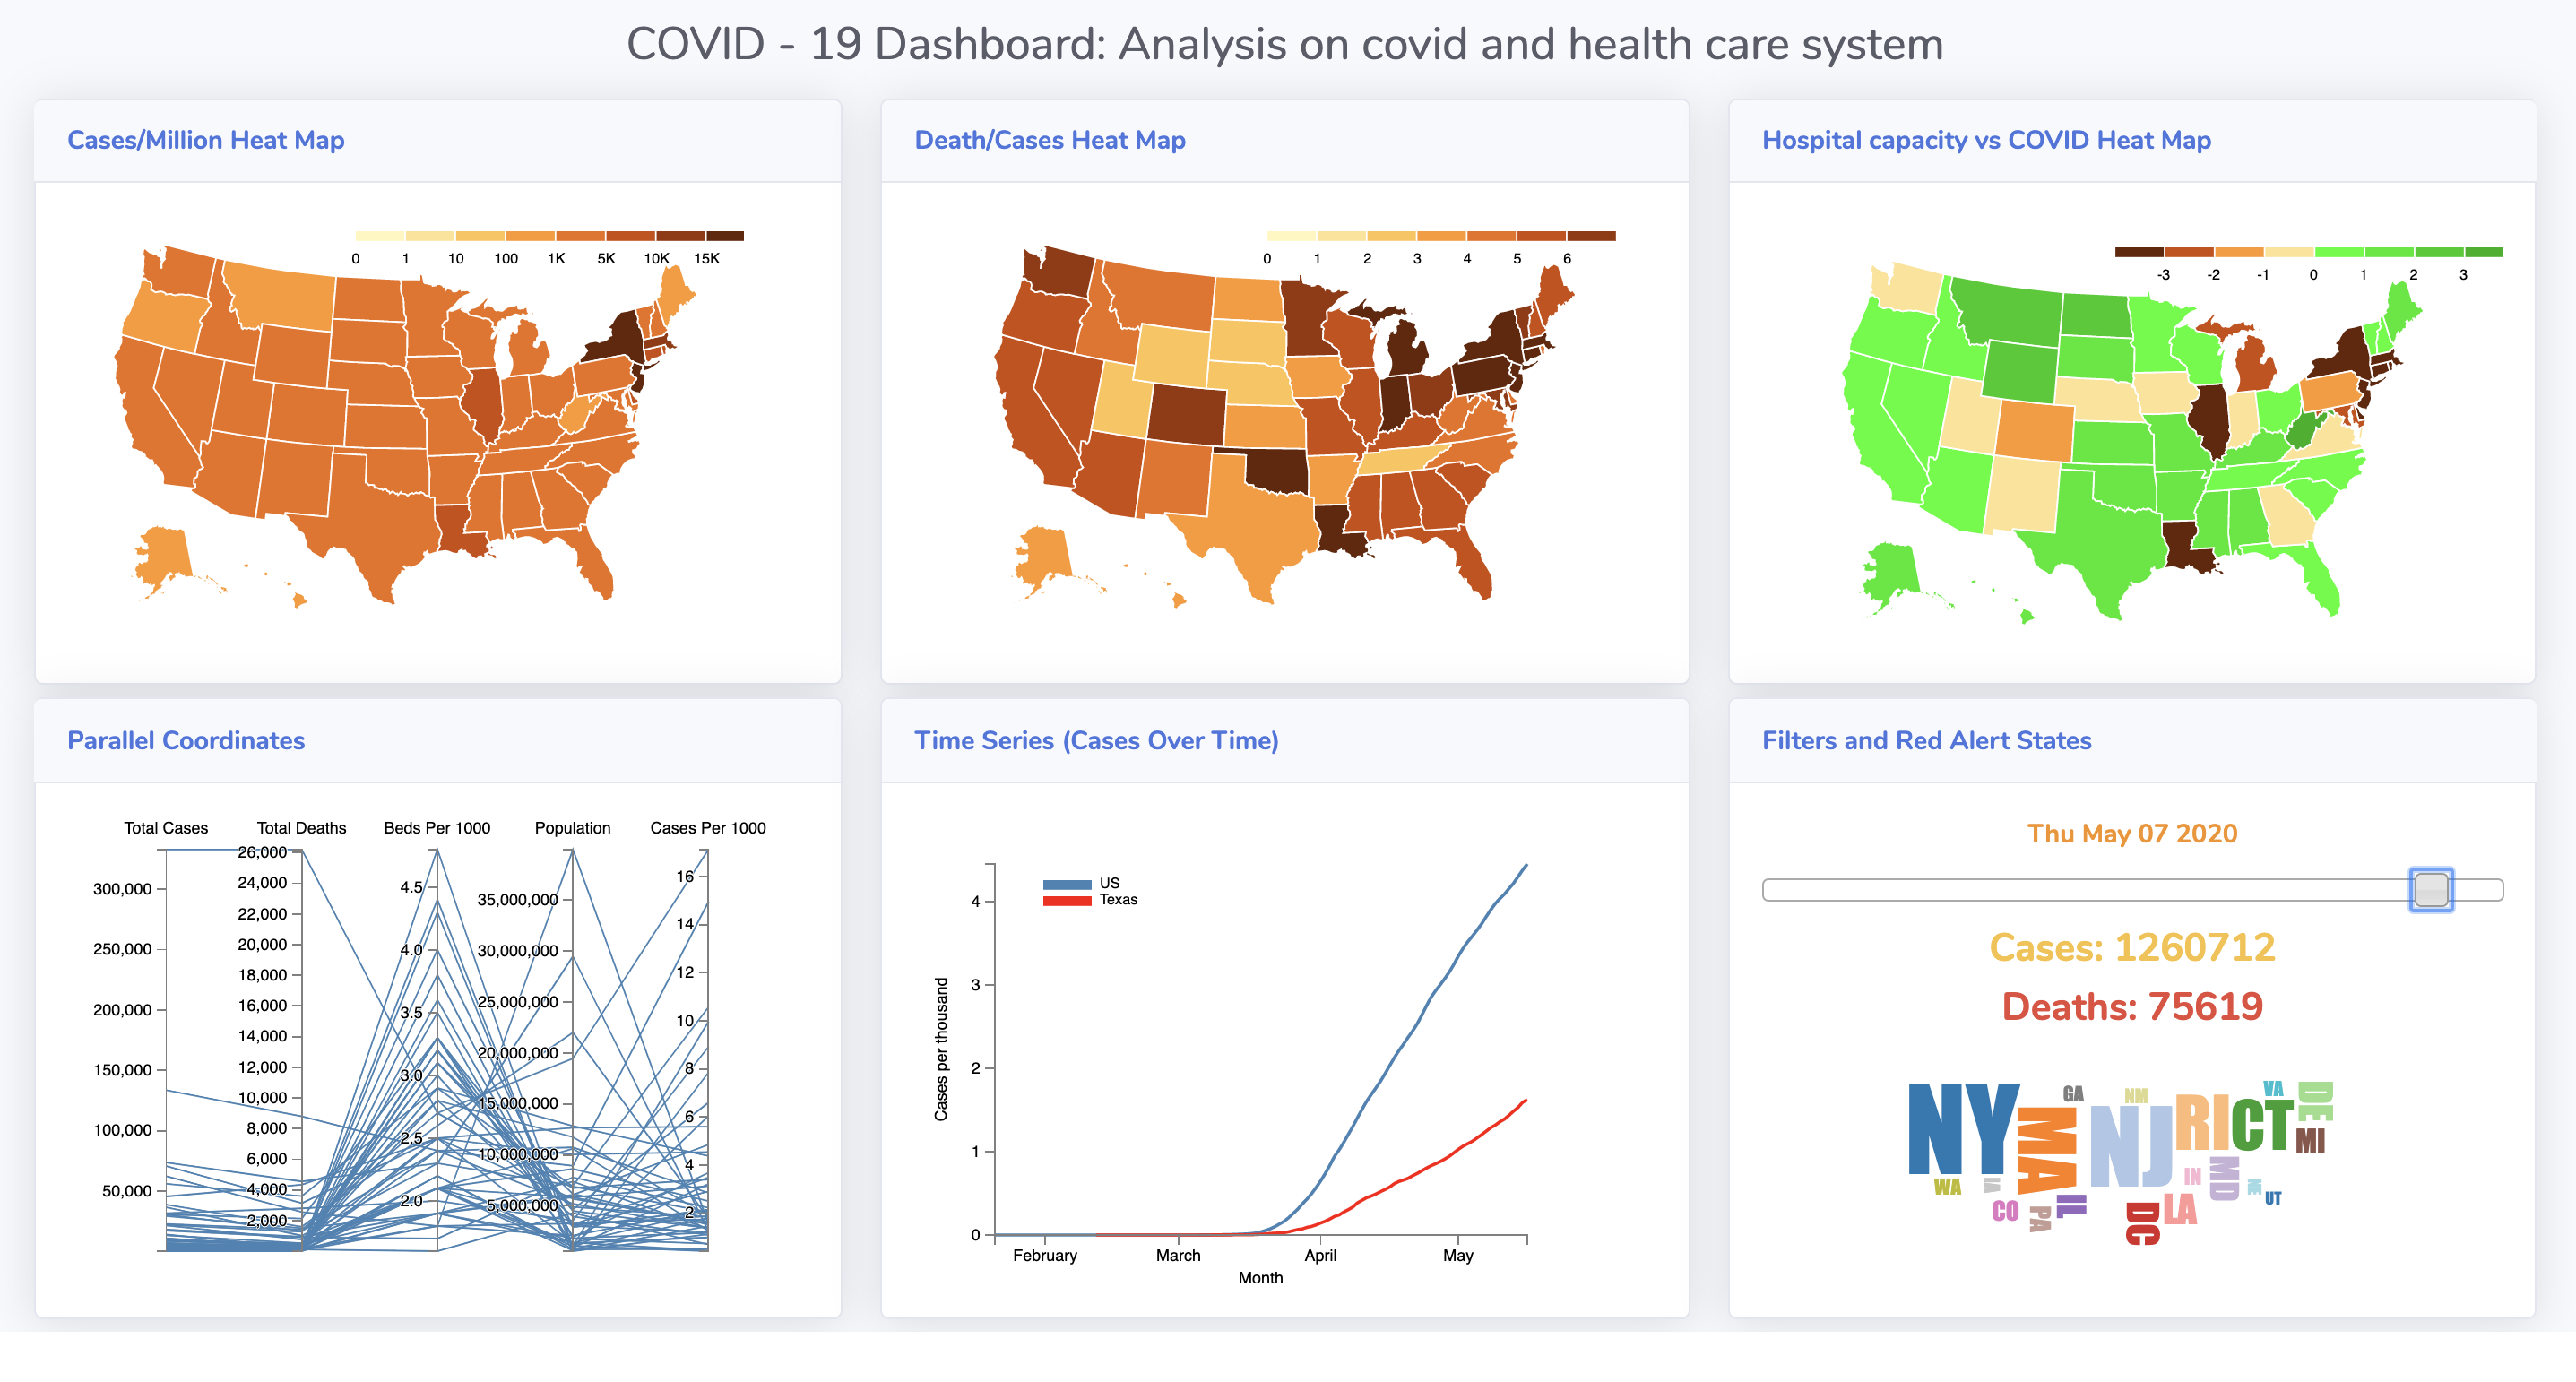 COVID - 19 Dashboard: Analysis on covid and health care system
Cases/Million Heat Map
0 1 10 100 1K 5K 10K 15K
Death/Cases Heat Map
0 1 2 3 4 5 6
Hospital capacity vs COVID Heat Map
-3 -2 -1 0 1 2 3
Parallel Coordinates
Total Cases Total Deaths Beds Per 1000 Population Cases Per 1000
300,000
250,000
200,000
150,000
100,000
50,000
26,000
24,000
22,000
20,000
18,000
16,000
14,000
12,000
10,000
8,000
6,000
4,000
2,000
4.5
4.0
3.5
3.0
2.5
2.0
35,000,000
30,000,000
25,000,000
20,000,000
15,000,000
10,000,000
5,000,000
16
14
12
10
8
6
4
2
Time Series (Cases Over Time)
US
Texas
Cases per thousand
4
3
2
1
0
February March April May
Month
Filters and Red Alert States
Thu May 07 2020
Cases: 1260712
Deaths: 75619
NY
MA
GA
NM
NJ
RI
CT
VA
DE
MI
WA
IA
CO
PA
IL
DC
LA
IN
MD
NE
UT